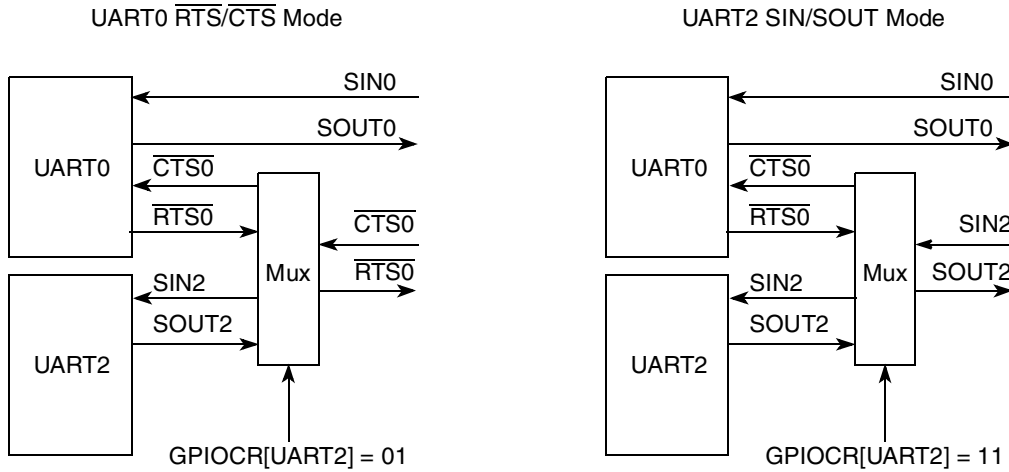 UART0 RTS/CTS Mode
SIN0
SOUT0
UART0
CTS0
RTS0
CTS0
Mux
RTS0
SIN2
SOUT2
UART2
GPIOCR[UART2] = 01
UART2 SIN/SOUT Mode
SIN0
SOUT0
UART0
CTS0
RTS0
SIN2
Mux
SOUT2
SIN2
SOUT2
UART2
GPIOCR[UART2] = 11